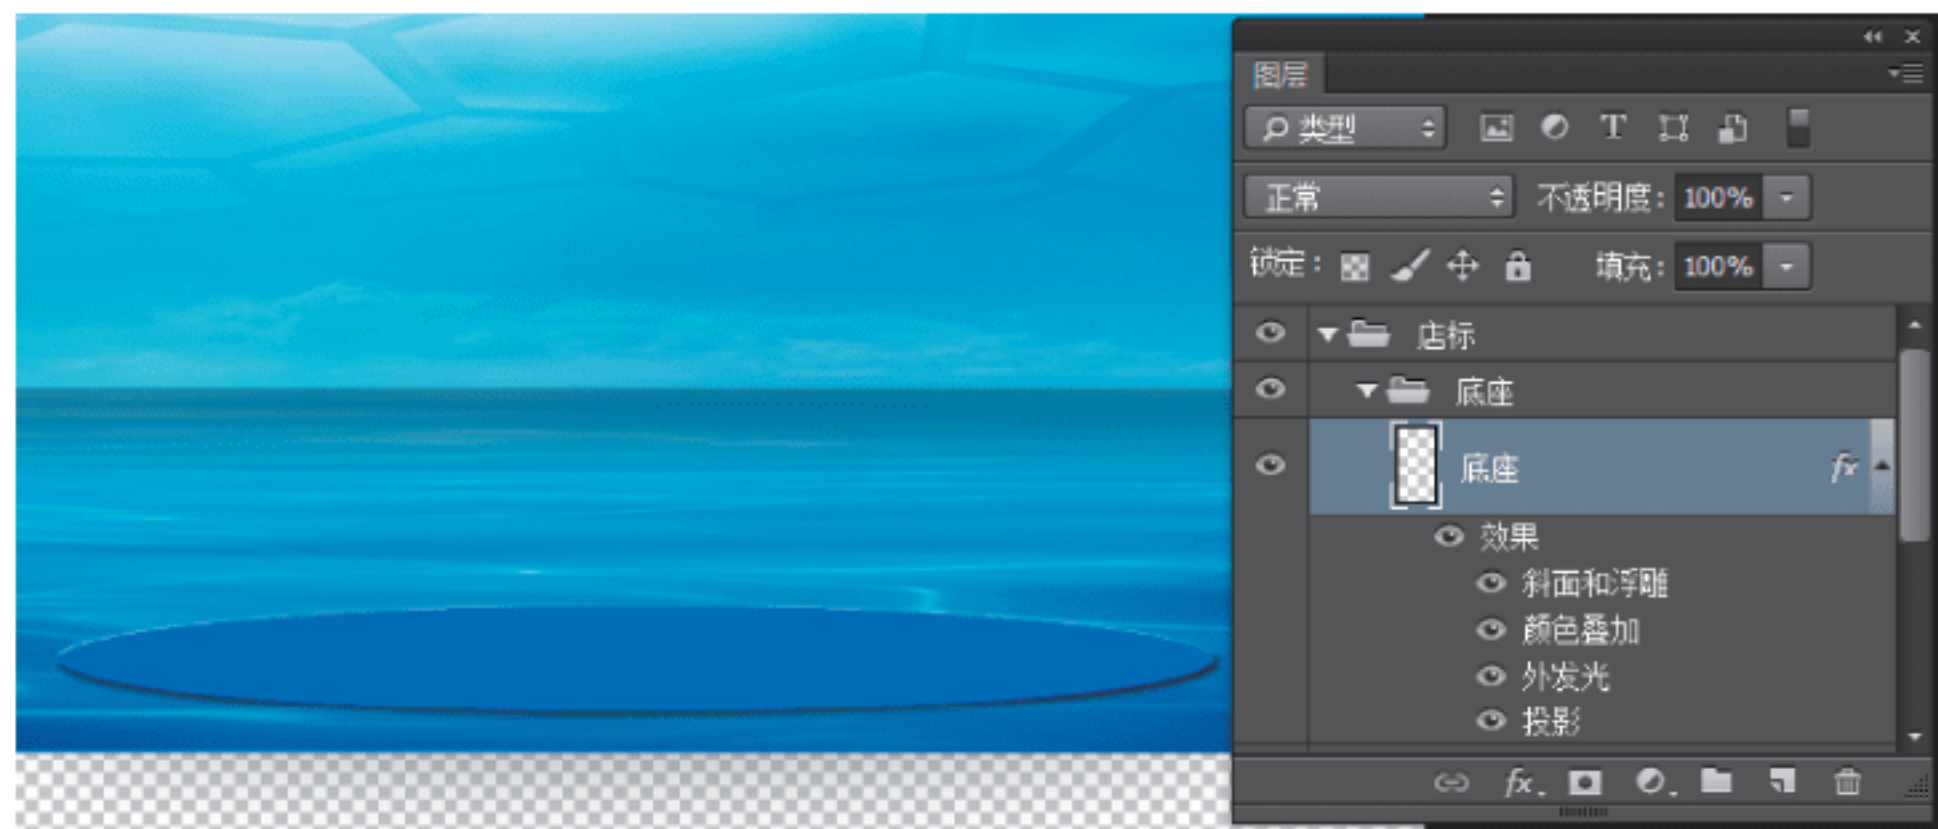 图层
类型
正常 不透明度: 100%
锁定: 填充: 100%
店标
底座
底座 fx
效果
斜面和浮雕
颜色叠加
外发光
投影
fx.